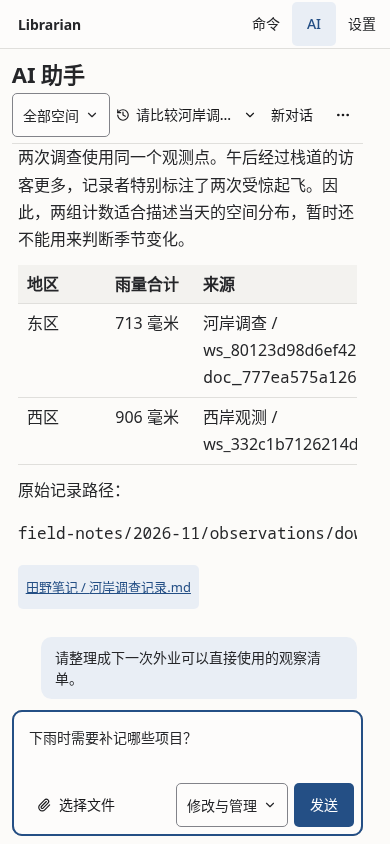 Librarian
命令
AI
设置
AI 助手
全部空间
请比较河岸调...
新对话
两次调查使用同一个观测点。午后经过栈道的访
客更多，记录者特别标注了两次受惊起飞。因
此，两组计数适合描述当天的空间分布，暂时还
不能用来判断季节变化。
地区 雨量合计 来源
东区 713 毫米 河岸调查 /
ws_80123d98d6ef42
doc_777ea575a126
西区 906 毫米 西岸观测 /
ws_332c1b7126214d
原始记录路径：
field-notes/2026-11/observations/dow
田野笔记 / 河岸调查记录.md
请整理成下一次外业可以直接使用的观察清
单。
下雨时需要补记哪些项目？
选择文件
修改与管理
发送